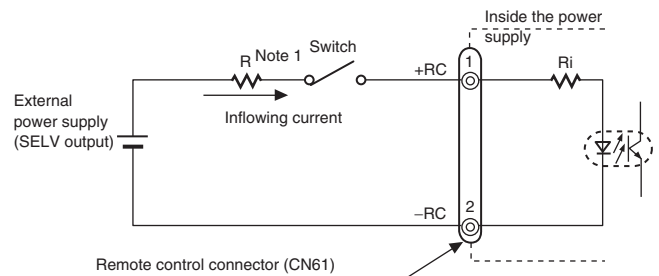 Inside the power
supply
R Note 1 Switch
+RC 1 Ri
Inflowing current
External
power supply
(SELV output)
−RC 2
Remote control connector (CN61)